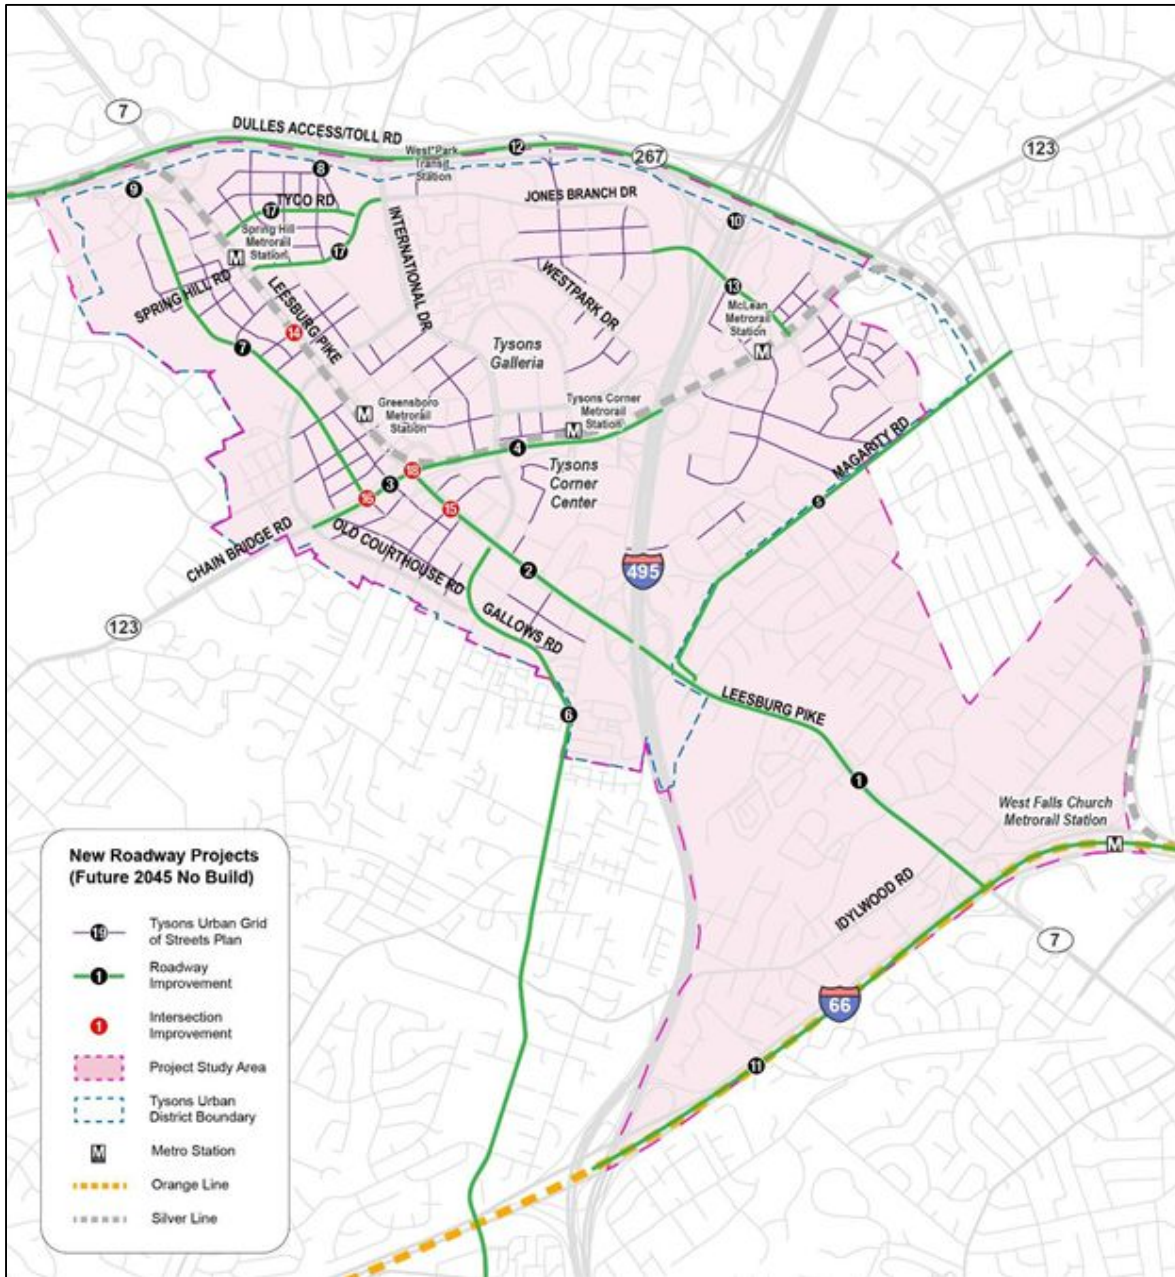 7
DULLES ACCESS/TOLL RD
12
West*Park
Transit
Station
267
123
8
9
TYCO RD
17
JONES BRANCH DR
10
Spring Hill
Metrorail
Station
M
17
INTERNATIONAL DR
SPRING HILL RD
LEESBURG PIKE
WESTPARK DR
13
McLean
Metrorail
Station
M
14
7
Tysons
Galleria
Greensboro
Metrorail
Station
M
Tysons Corner
Metrorail
Station
M
4
18
3
16
15
Tysons
Corner
Center
MAGARITY RD
5
CHAIN BRIDGE RD
OLD COURTHOUSE RD
2
495
123
GALLOWS RD
6
LEESBURG PIKE
1
West Falls Church
Metrorail Station
M
IDYLWOOD RD
7
66
11
New Roadway Projects
(Future 2045 No Build)
19 Tysons Urban Grid
of Streets Plan
1 Roadway
Improvement
1 Intersection
Improvement
Project Study Area
Tysons Urban
District Boundary
M Metro Station
Orange Line
Silver Line